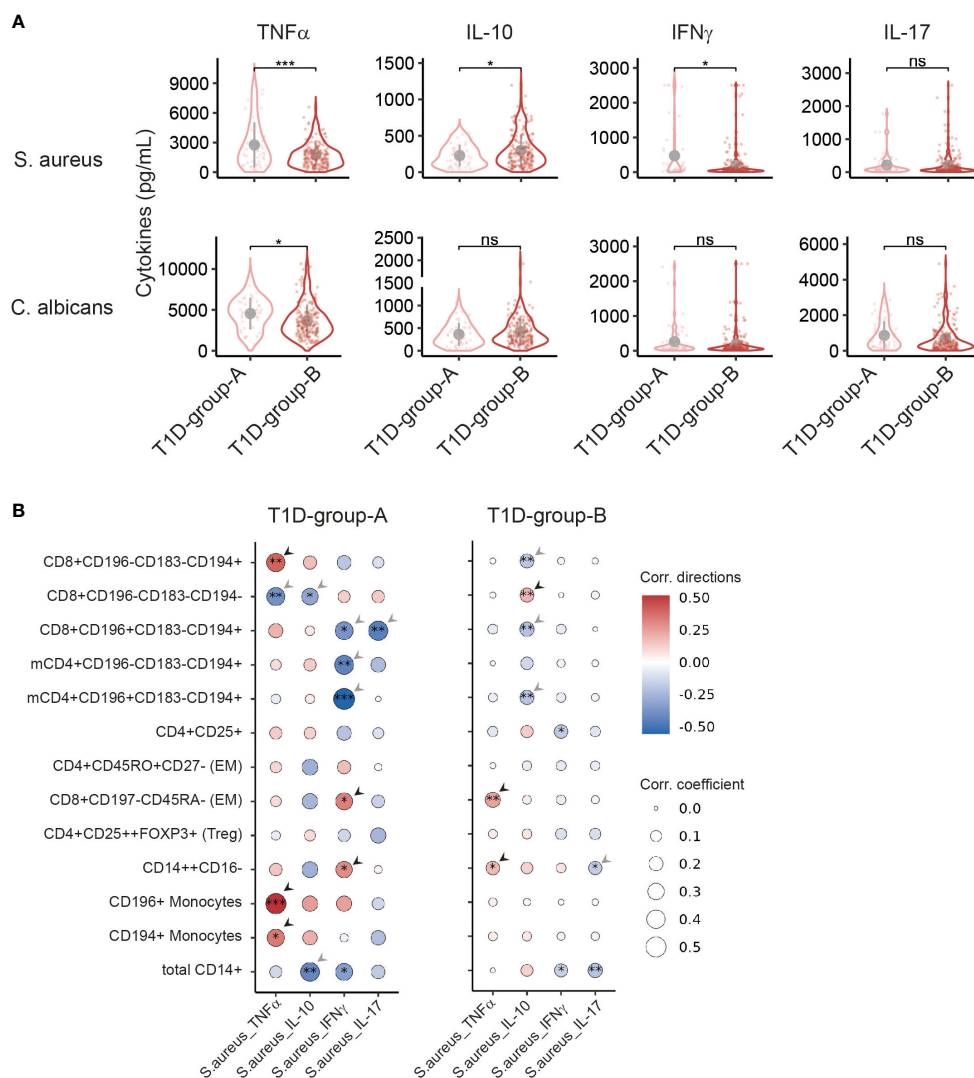 A
TNFα IL-10 IFNγ IL-17
S. aureus
C. albicans
Cytokines (pg/mL)
9000
6000
3000
0
***
1500
1000
500
0
*
3000
2000
1000
0
*
3000
2000
1000
0
ns
10000
5000
0
*
2500
2000
1500
1000
500
0
ns
3000
2000
1000
0
ns
6000
4000
2000
0
ns
T1D-group-A T1D-group-B T1D-group-A T1D-group-B T1D-group-A T1D-group-B T1D-group-A T1D-group-B
B
T1D-group-A T1D-group-B
CD8+CD196-CD183-CD194+ ** **
CD8+CD196-CD183-CD194- ** * **
CD8+CD196+CD183-CD194+ * ** **
mCD4+CD196-CD183-CD194+ **
mCD4+CD196+CD183-CD194+ *** **
CD4+CD25+ *
CD4+CD45RO+CD27- (EM)
CD8+CD197-CD45RA- (EM) * **
CD4+CD25++FOXP3+ (Treg)
CD14++CD16- * * *
CD196+ Monocytes ***
CD194+ Monocytes *
total CD14+ ** * * **
S.aureus_TNFα S.aureus_IL-10 S.aureus_IFNγ S.aureus_IL-17 S.aureus_TNFα S.aureus_IL-10 S.aureus_IFNγ S.aureus_IL-17
Corr. directions
0.50
0.25
0.00
-0.25
-0.50
Corr. coefficient
0.0
0.1
0.2
0.3
0.4
0.5